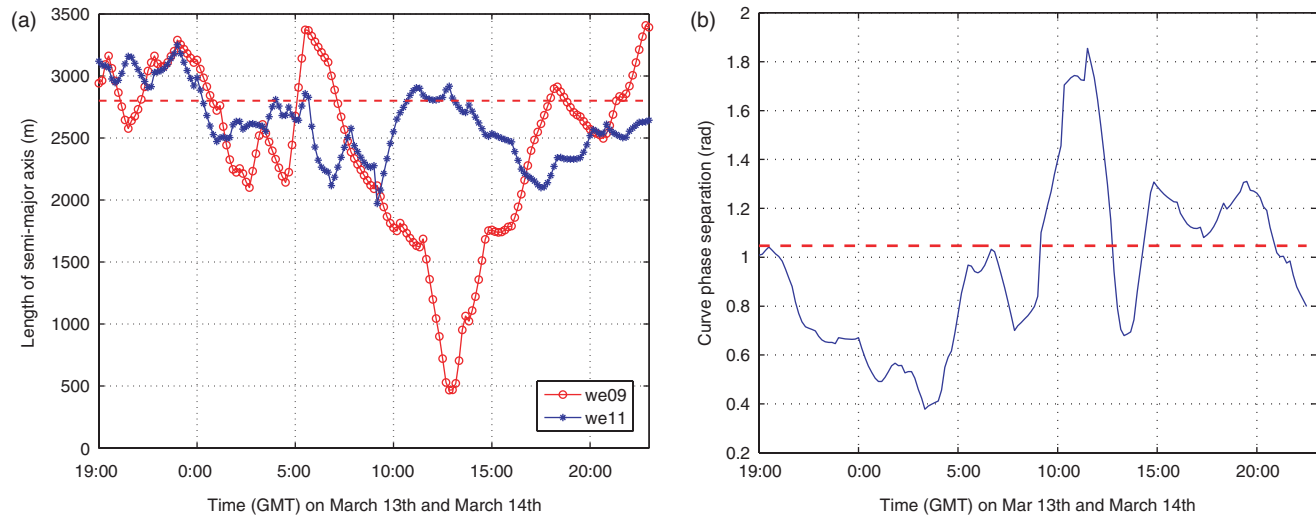 (a)
Length of semi-major axis (m)
3500
3000
2500
2000
1500
1000
500
0
19:00 0:00 5:00 10:00 15:00 20:00
Time (GMT) on March 13th and March 14th
we09
we11
(b)
Curve phase separation (rad)
2
1.8
1.6
1.4
1.2
1
0.8
0.6
0.4
0.2
19:00 0:00 5:00 10:00 15:00 20:00
Time (GMT) on Mar 13th and March 14th